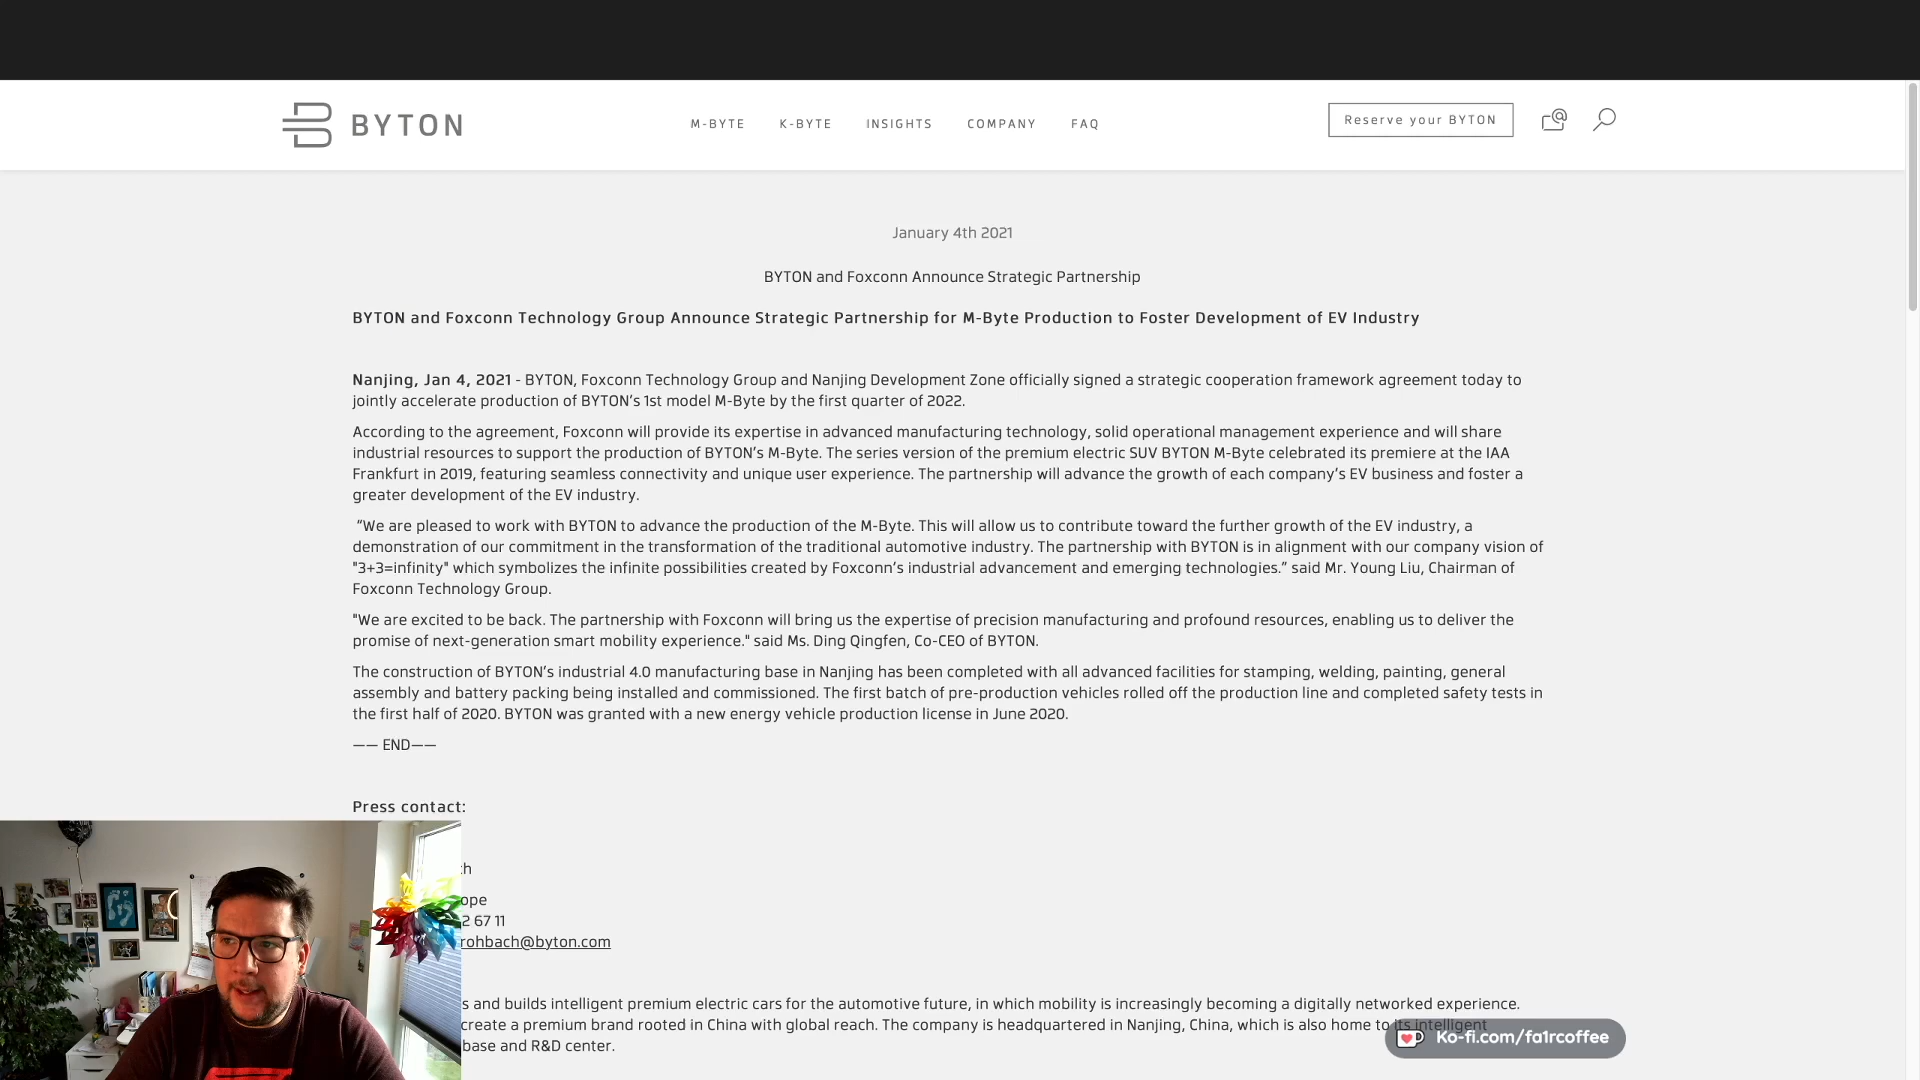 BYTON
M-BYTE K-BYTE INSIGHTS COMPANY FAQ
Reserve your BYTON
January 4th 2021
BYTON and Foxconn Announce Strategic Partnership
BYTON and Foxconn Technology Group Announce Strategic Partnership for M-Byte Production to Foster Development of EV Industry
Nanjing, Jan 4, 2021 - BYTON, Foxconn Technology Group and Nanjing Development Zone officially signed a strategic cooperation framework agreement today to
jointly accelerate production of BYTON’s 1st model M-Byte by the first quarter of 2022.
According to the agreement, Foxconn will provide its expertise in advanced manufacturing technology, solid operational management experience and will share
industrial resources to support the production of BYTON’s M-Byte. The series version of the premium electric SUV BYTON M-Byte celebrated its premiere at the IAA
Frankfurt in 2019, featuring seamless connectivity and unique user experience. The partnership will advance the growth of each company’s EV business and foster a
greater development of the EV industry.
“We are pleased to work with BYTON to advance the production of the M-Byte. This will allow us to contribute toward the further growth of the EV industry, a
demonstration of our commitment in the transformation of the traditional automotive industry. The partnership with BYTON is in alignment with our company vision of
"3+3=infinity" which symbolizes the infinite possibilities created by Foxconn’s industrial advancement and emerging technologies.” said Mr. Young Liu, Chairman of
Foxconn Technology Group.
"We are excited to be back. The partnership with Foxconn will bring us the expertise of precision manufacturing and profound resources, enabling us to deliver the
promise of next-generation smart mobility experience." said Ms. Ding Qingfen, Co-CEO of BYTON.
The construction of BYTON’s industrial 4.0 manufacturing base in Nanjing has been completed with all advanced facilities for stamping, welding, painting, general
assembly and battery packing being installed and commissioned. The first batch of pre-production vehicles rolled off the production line and completed safety tests in
the first half of 2020. BYTON was granted with a new energy vehicle production license in June 2020.
—— END——
Press contact:
th
ope
2 67 11
rohbach@byton.com
s and builds intelligent premium electric cars for the automotive future, in which mobility is increasingly becoming a digitally networked experience.
create a premium brand rooted in China with global reach. The company is headquartered in Nanjing, China, which is also home to its intelligent
base and R&D center.
Ko-fi.com/fa1rcoffee